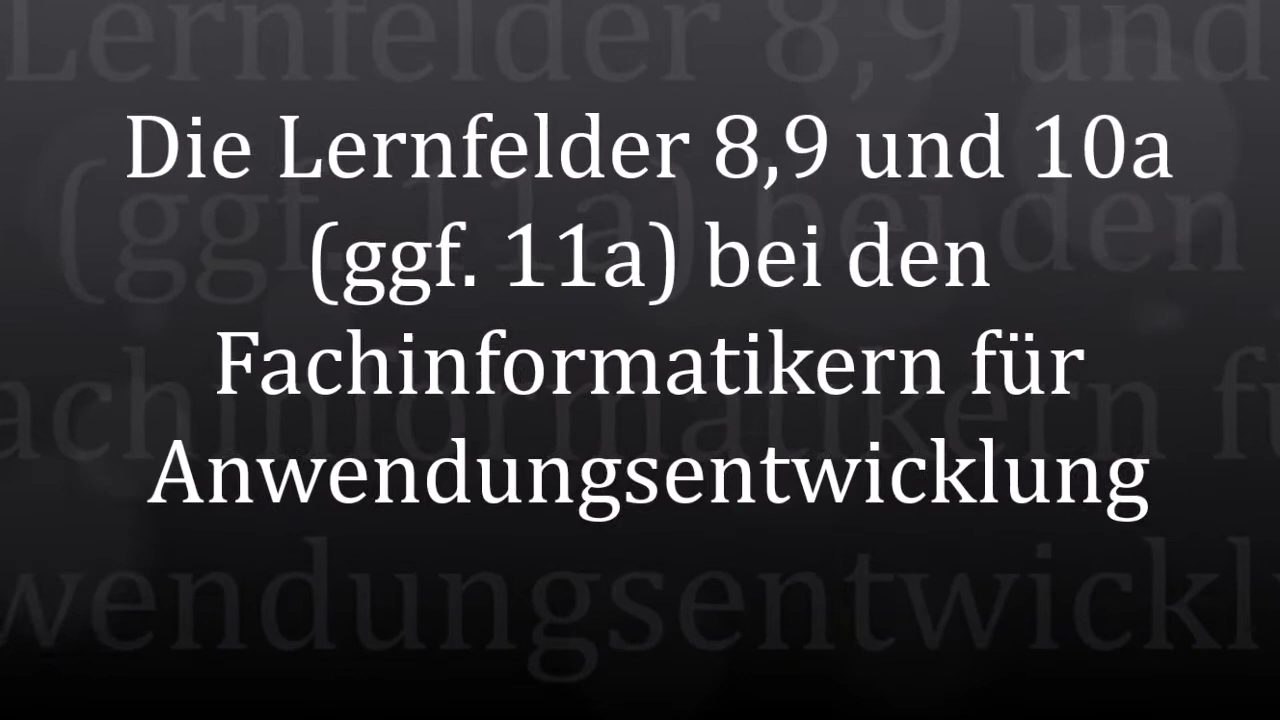 Die Lernfelder 8,9 und 10a
(ggf. 11a) bei den
Fachinformatikern für
Anwendungsentwicklung